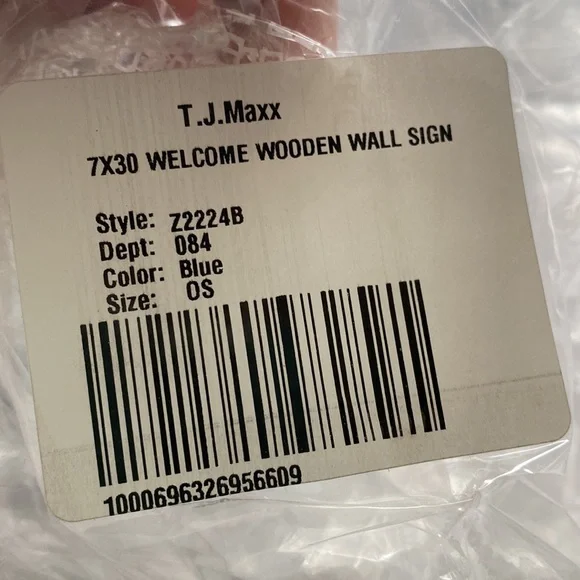 T.J.Maxx
7X30 WELCOME WOODEN WALL SIGN
Style: Z2224B
Dept: 084
Color: Blue
Size: OS
1000696326956609